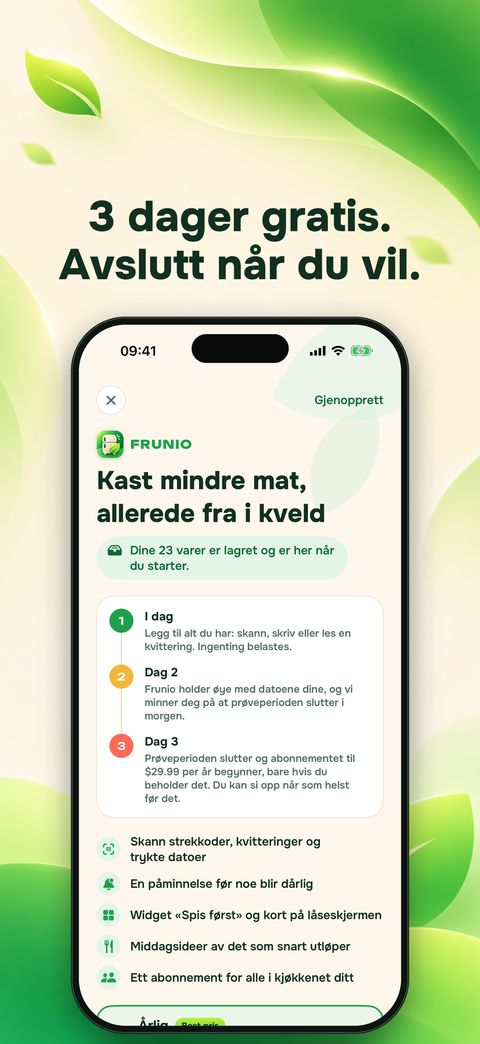 3 dager gratis.
Avslutt når du vil.
09:41
Gjenopprett
FRUNIO
Kast mindre mat,
allerede fra i kveld
Dine 23 varer er lagret og er her når
du starter.
1
I dag
Legg til alt du har: skann, skriv eller les en
kvittering. Ingenting belastes.
2
Dag 2
Frunio holder øye med datoene dine, og vi
minner deg på at prøveperioden slutter i
morgen.
3
Dag 3
Prøveperioden slutter og abonnementet til
$29.99 per år begynner, bare hvis du
beholder det. Du kan si opp når som helst
før det.
Skann strekkoder, kvitteringer og
trykte datoer
En påminnelse før noe blir dårlig
Widget «Spis først» og kort på låseskjermen
Middagsideer av det som snart utløper
Ett abonnement for alle i kjøkkenet ditt
Årlig Best pris